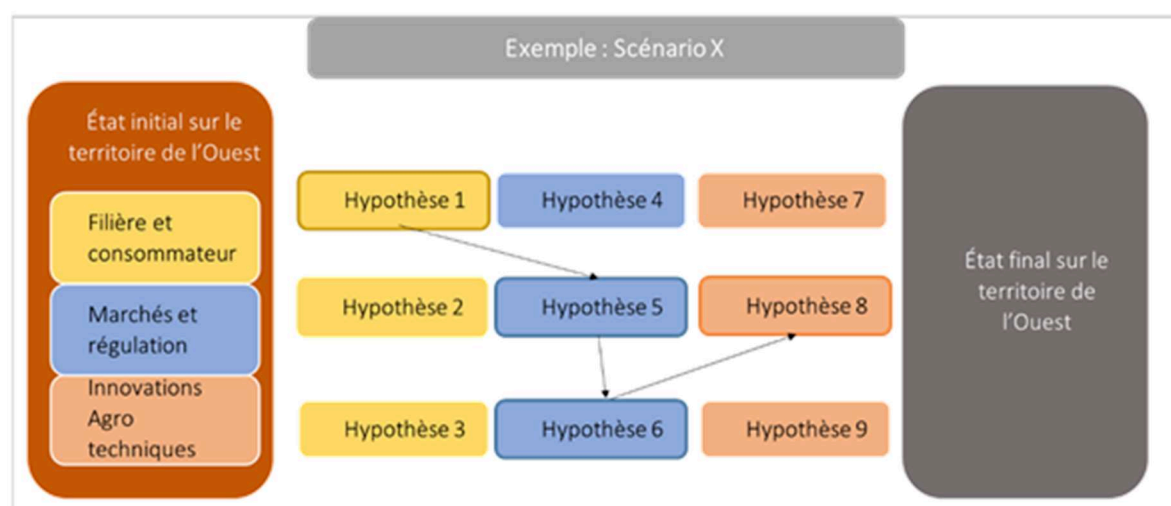 Exemple : Scénario X
État initial sur le
territoire de l'Ouest
Filière et
consommateur
Marchés et
régulation
Innovations
Agro
techniques
Hypothèse 1
Hypothèse 4
Hypothèse 7
Hypothèse 2
Hypothèse 5
Hypothèse 8
Hypothèse 3
Hypothèse 6
Hypothèse 9
État final sur le
territoire de
l'Ouest